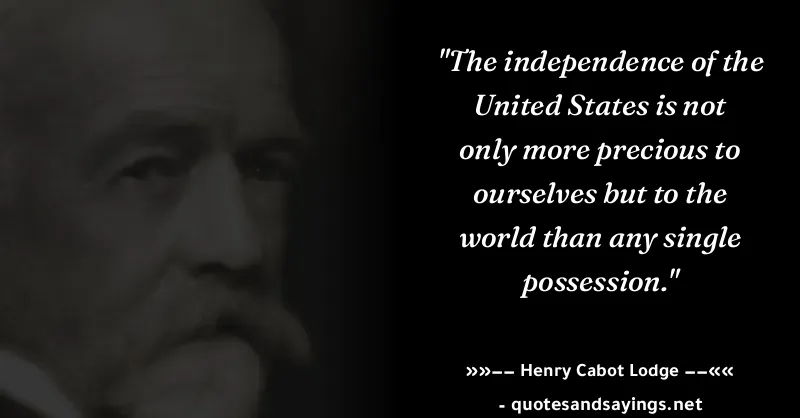 "The independence of the
United States is not
only more precious to
ourselves but to the
world than any single
possession."
»»−− Henry Cabot Lodge −−««
- quotesandsayings.net